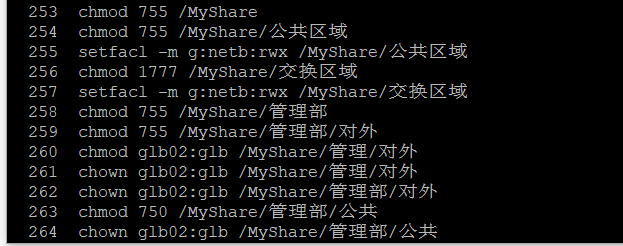 253 chmod 755 /MyShare
254 chmod 755 /MyShare/公共区域
255 setfacl -m g:netb:rwx /MyShare/公共区域
256 chmod 1777 /MyShare/交换区域
257 setfacl -m g:netb:rwx /MyShare/交换区域
258 chmod 755 /MyShare/管理部
259 chmod 755 /MyShare/管理部/对外
260 chmod glb02:glb /MyShare/管理/对外
261 chown glb02:glb /MyShare/管理/对外
262 chown glb02:glb /MyShare/管理部/对外
263 chmod 750 /MyShare/管理部/公共
264 chown glb02:glb /MyShare/管理部/公共